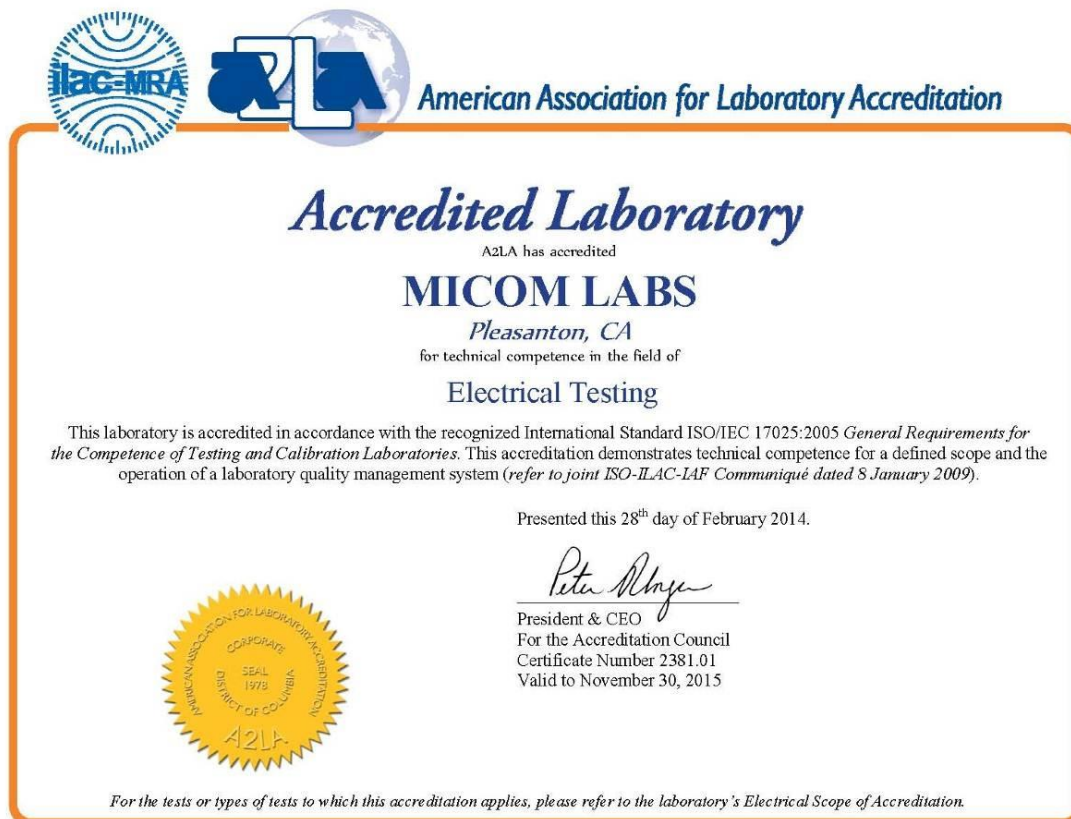 ilac-MRA
A2LA
American Association for Laboratory Accreditation
Accredited Laboratory
A2LA has accredited
MICOM LABS
Pleasanton, CA
for technical competence in the field of
Electrical Testing
This laboratory is accredited in accordance with the recognized International Standard ISO/IEC 17025:2005 General Requirements for
the Competence of Testing and Calibration Laboratories. This accreditation demonstrates technical competence for a defined scope and the
operation of a laboratory quality management system (refer to joint ISO-ILAC-IAF Communiqué dated 8 January 2009).
Presented this 28th day of February 2014.
Peter
President & CEO
For the Accreditation Council
Certificate Number 2381.01
Valid to November 30, 2015
AMERICAN ASSOCIATION FOR LABORATORY ACCREDITATION
CORPORATE
SEAL
1978
DISTRICT OF COLUMBIA
A2LA
For the tests or types of tests to which this accreditation applies, please refer to the laboratory's Electrical Scope of Accreditation.